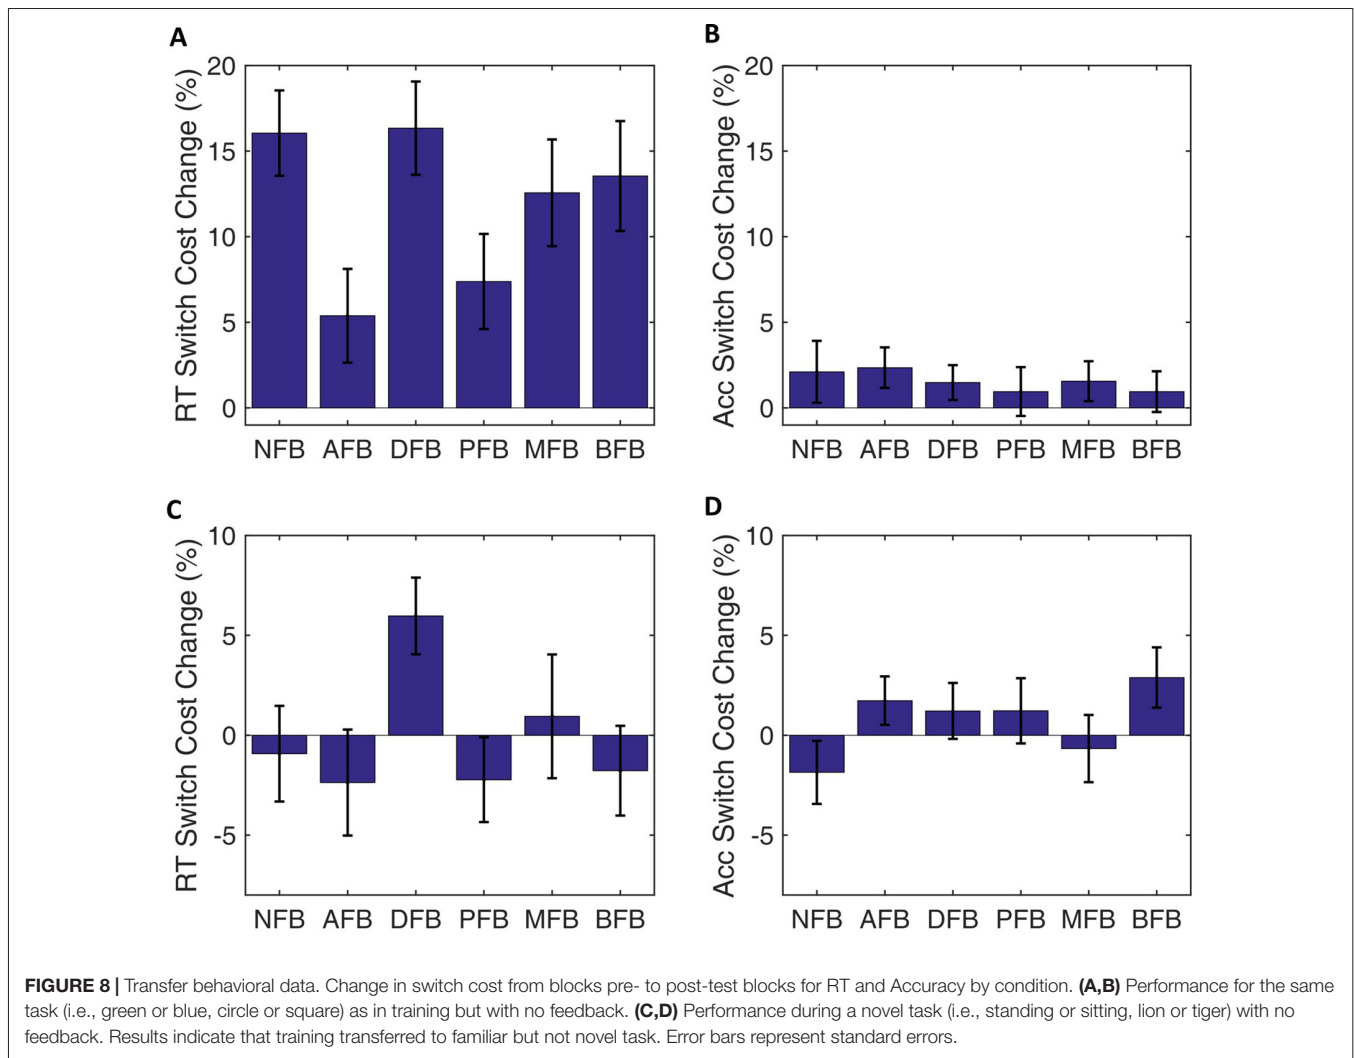 A
RT Switch Cost Change (%)
20
15
10
5
0
NFB AFB DFB PFB MFB BFB
B
Acc Switch Cost Change (%)
20
15
10
5
0
NFB AFB DFB PFB MFB BFB
C
RT Switch Cost Change (%)
10
5
0
-5
NFB AFB DFB PFB MFB BFB
D
Acc Switch Cost Change (%)
10
5
0
-5
NFB AFB DFB PFB MFB BFB
FIGURE 8 | Transfer behavioral data. Change in switch cost from blocks pre- to post-test blocks for RT and Accuracy by condition. (A,B) Performance for the same
task (i.e., green or blue, circle or square) as in training but with no feedback. (C,D) Performance during a novel task (i.e., standing or sitting, lion or tiger) with no
feedback. Results indicate that training transferred to familiar but not novel task. Error bars represent standard errors.